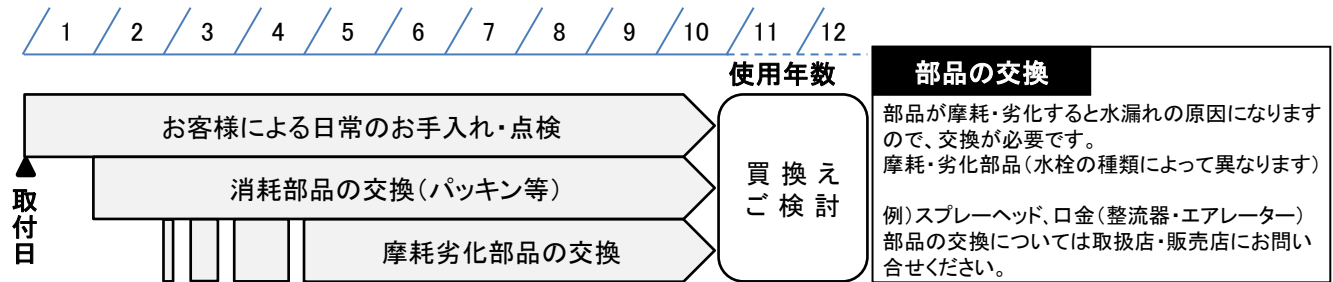 1 2 3 4 5 6 7 8 9 10 11 12
使用年数
取付日
お客様による日常のお手入れ・点検
消耗部品の交換(パッキン等)
摩耗劣化部品の交換
買換え
ご検討
部品の交換
部品が摩耗・劣化すると水漏れの原因になります
ので、交換が必要です。
摩耗・劣化部品(水栓の種類によって異なります)
例)スプレーヘッド、口金(整流器・エアレーター)
部品の交換については取扱店・販売店にお問い
合せください。